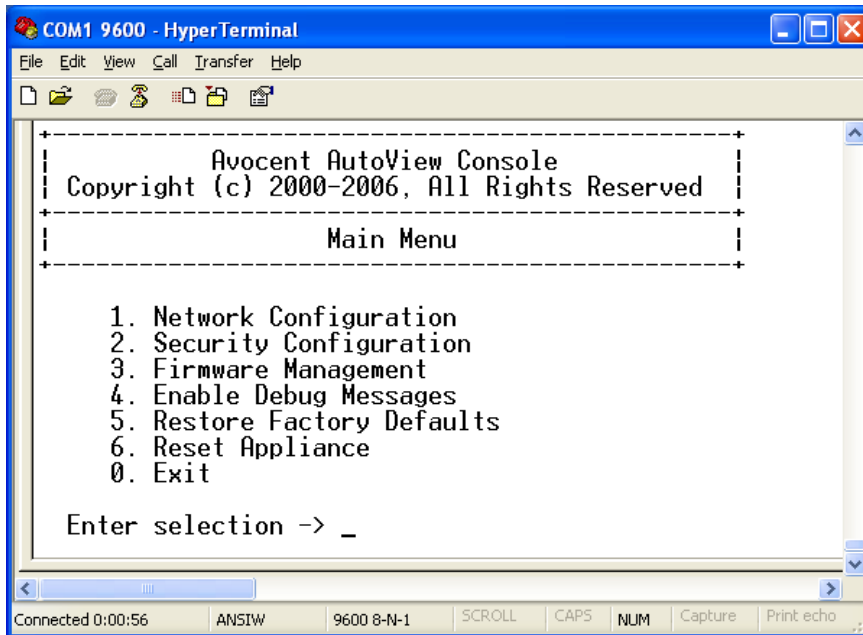 COM1 9600 - HyperTerminal
File Edit View Call Transfer Help
+------------------------------------------------+
| Avocent AutoView Console |
| Copyright (c) 2000-2006, All Rights Reserved |
+------------------------------------------------+
| Main Menu |
+------------------------------------------------+
1. Network Configuration
2. Security Configuration
3. Firmware Management
4. Enable Debug Messages
5. Restore Factory Defaults
6. Reset Appliance
0. Exit
Enter selection -> _
Connected 0:00:56 ANSIW 9600 8-N-1 SCROLL CAPS NUM Capture Print echo